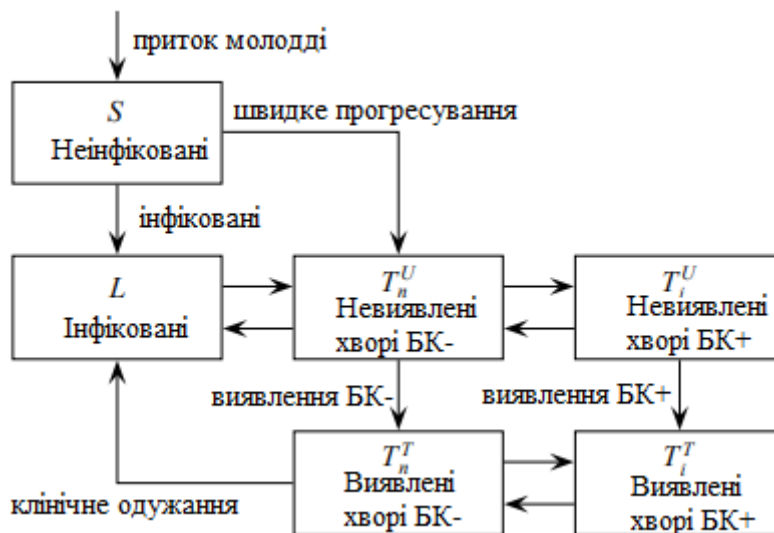 приток молодді
S
Неінфіковані
швидке прогресування
інфіковані
L
Інфіковані
T_n^U
Невиявлені
хворі БК-
T_i^U
Невиявлені
хворі БК+
виявлення БК-
виявлення БК+
T_n^T
Виявлені
хворі БК-
T_i^T
Виявлені
хворі БК+
клінічне одужання